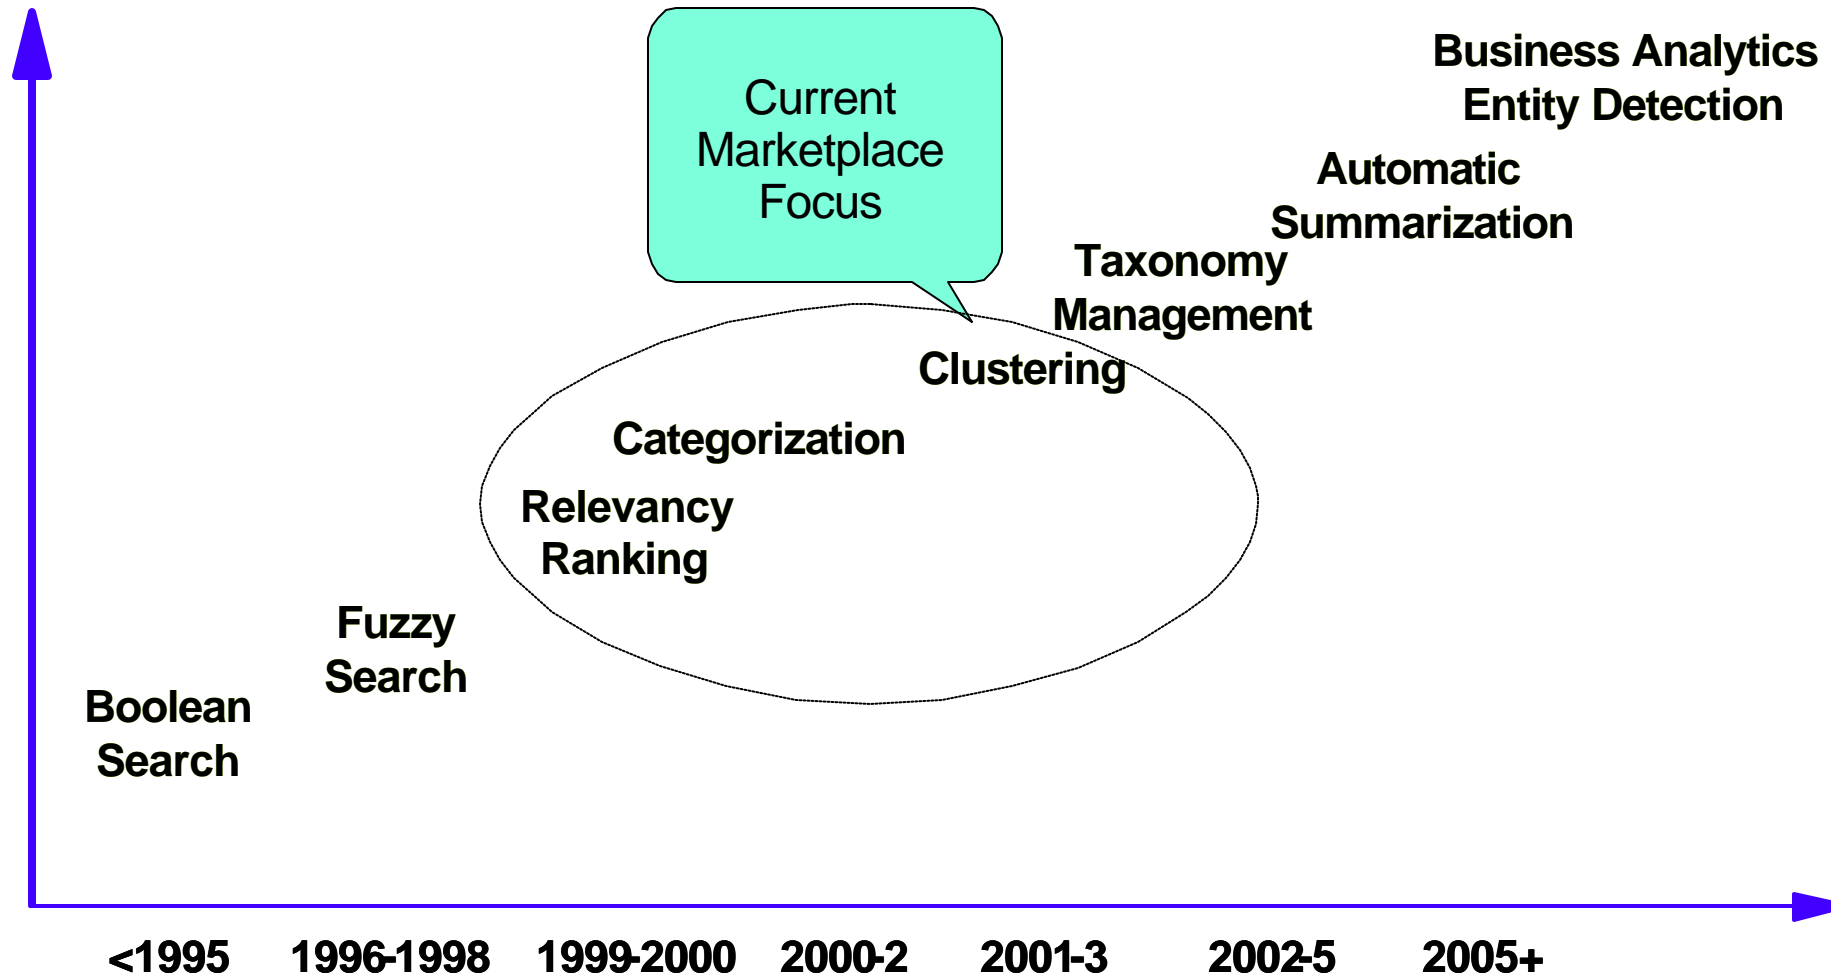 Business Analytics
Entity Detection
Current
Marketplace
Focus
Automatic
Summarization
Taxonomy
Management
Clustering
Categorization
Relevancy
Ranking
Fuzzy
Search
Boolean
Search
<1995 1996-1998 1999-2000 2000-2 2001-3 2002-5 2005+